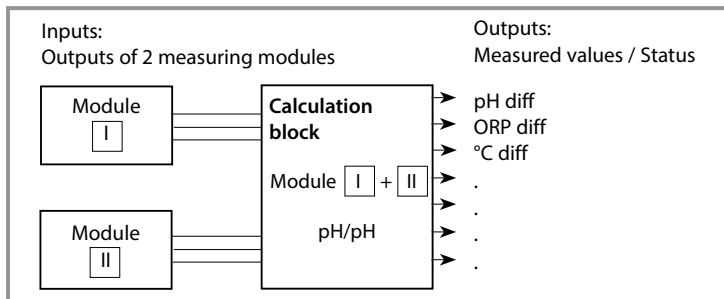 Inputs:
Outputs of 2 measuring modules
Outputs:
Measured values / Status
Module
I
Module
II
Calculation
block
Module I + II
pH/pH
pH diff
ORP diff
°C diff
.
.
.
.